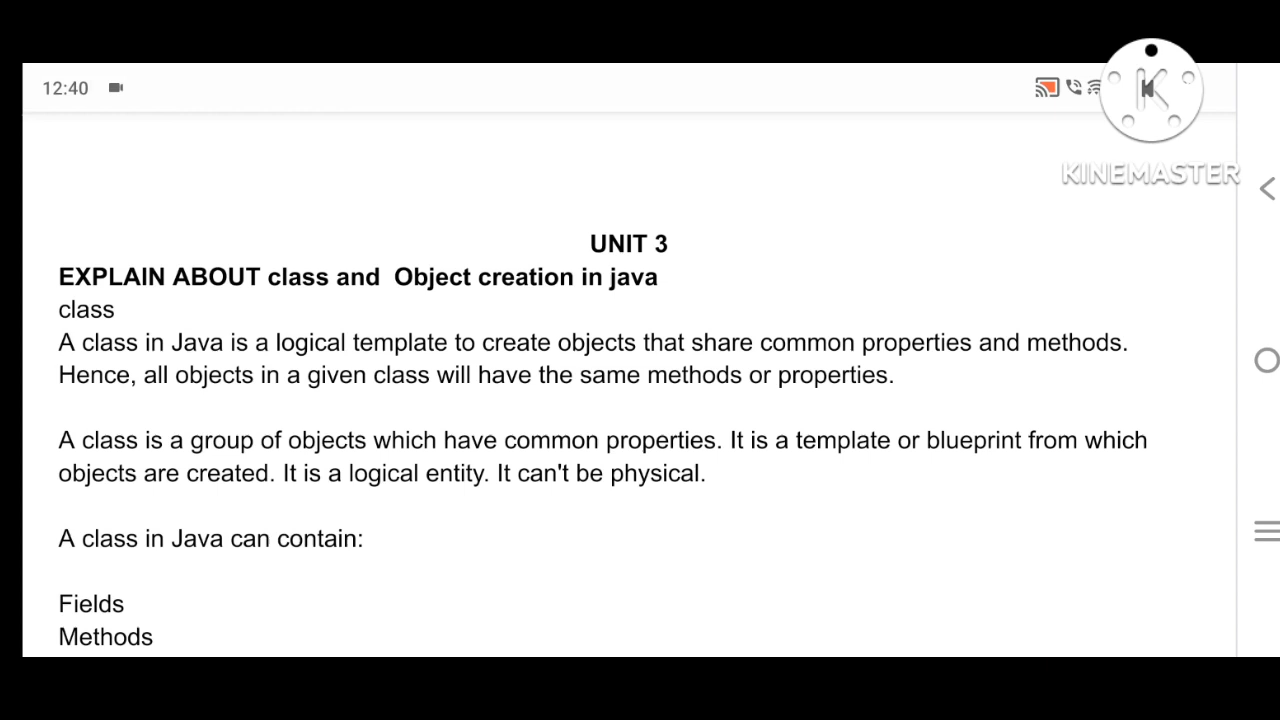 12:40
KINEMASTER
UNIT 3
EXPLAIN ABOUT class and  Object creation in java
class
A class in Java is a logical template to create objects that share common properties and methods.
Hence, all objects in a given class will have the same methods or properties.
A class is a group of objects which have common properties. It is a template or blueprint from which
objects are created. It is a logical entity. It can't be physical.
A class in Java can contain:
Fields
Methods